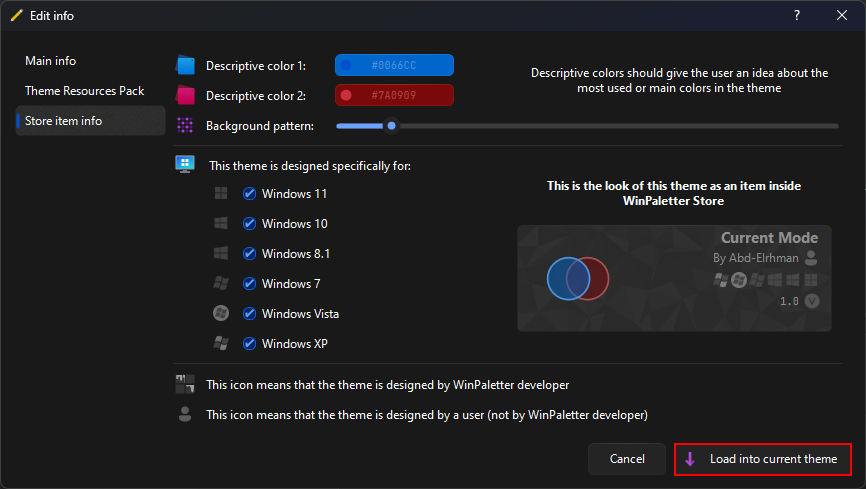 Edit info
?
Main info
Theme Resources Pack
Store item info
Descriptive color 1:
#0066CC
Descriptive color 2:
#7A0909
Background pattern:
Descriptive colors should give the user an idea about the
most used or main colors in the theme
This theme is designed specifically for:
Windows 11
Windows 10
Windows 8.1
Windows 7
Windows Vista
Windows XP
This is the look of this theme as an item inside
WinPaletter Store
Current Mode
By Abd-Elrhman
1.0
V
This icon means that the theme is designed by WinPaletter developer
This icon means that the theme is designed by a user (not by WinPaletter developer)
Cancel
Load into current theme